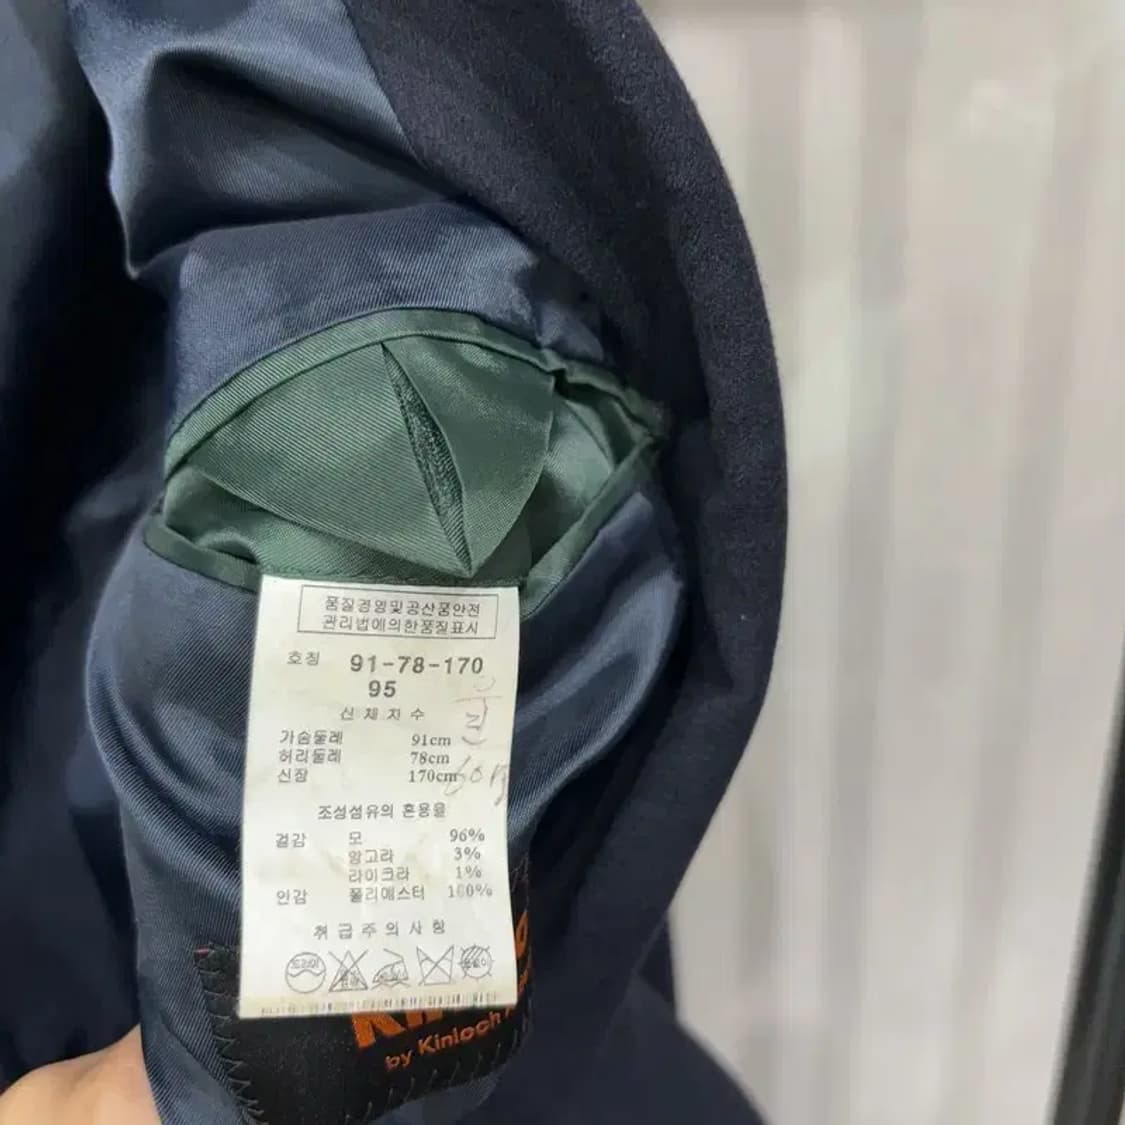 품질경영및공산품안전
관리법에의한품질표시
호칭 91-78-170
95
신체치수
가슴둘레 91cm
허리둘레 78cm
신장 170cm
조성섬유의 혼용율
겉감 모 96%
앙고라 3%
라이크라 1%
안감 폴리에스터 100%
취급주의사항
드라이
by Kinloch